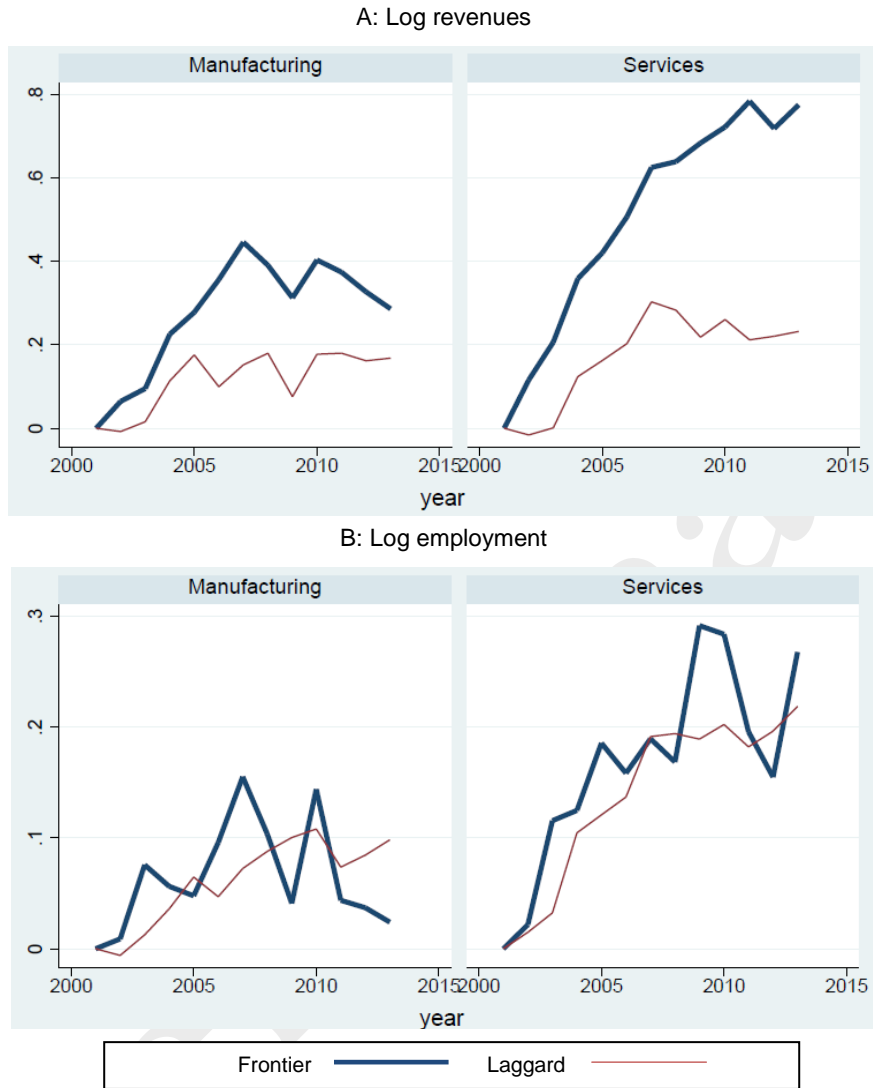 A: Log revenues
Manufacturing
Services
.8
.6
.4
.2
0
2000
2005
2010
2015
2000
2005
2010
2015
year
B: Log employment
Manufacturing
Services
.3
.2
.1
0
2000
2005
2010
2015
2000
2005
2010
2015
year
Frontier Laggard